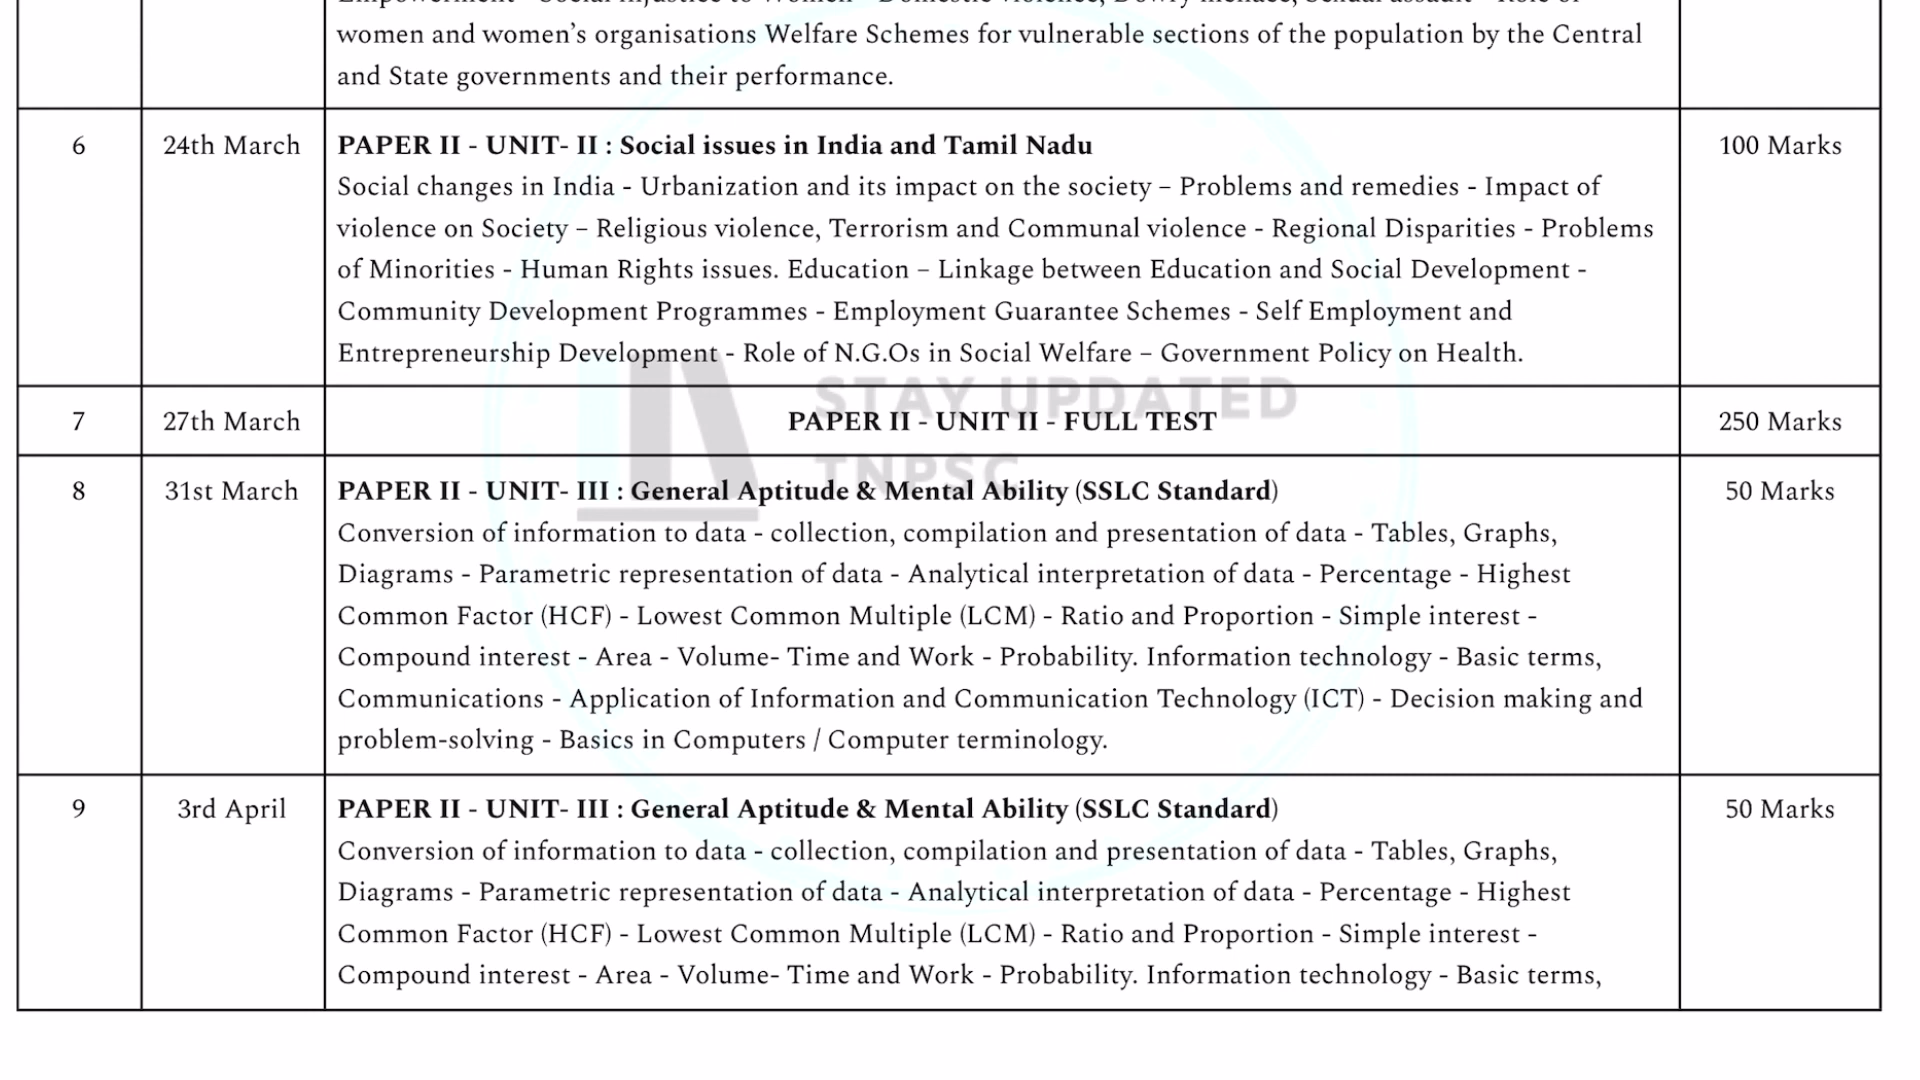 women and women’s organisations Welfare Schemes for vulnerable sections of the population by the Central
and State governments and their performance.
6
24th March
PAPER II - UNIT- II : Social issues in India and Tamil Nadu
100 Marks
Social changes in India - Urbanization and its impact on the society – Problems and remedies - Impact of
violence on Society – Religious violence, Terrorism and Communal violence - Regional Disparities - Problems
of Minorities - Human Rights issues. Education – Linkage between Education and Social Development -
Community Development Programmes - Employment Guarantee Schemes - Self Employment and
Entrepreneurship Development - Role of N.G.Os in Social Welfare – Government Policy on Health.
STAY UPDATED
TNPSC
7
27th March
PAPER II - UNIT II - FULL TEST
250 Marks
8
31st March
PAPER II - UNIT- III : General Aptitude & Mental Ability (SSLC Standard)
50 Marks
Conversion of information to data - collection, compilation and presentation of data - Tables, Graphs,
Diagrams - Parametric representation of data - Analytical interpretation of data - Percentage - Highest
Common Factor (HCF) - Lowest Common Multiple (LCM) - Ratio and Proportion - Simple interest -
Compound interest - Area - Volume- Time and Work - Probability. Information technology - Basic terms,
Communications - Application of Information and Communication Technology (ICT) - Decision making and
problem-solving - Basics in Computers / Computer terminology.
9
3rd April
PAPER II - UNIT- III : General Aptitude & Mental Ability (SSLC Standard)
50 Marks
Conversion of information to data - collection, compilation and presentation of data - Tables, Graphs,
Diagrams - Parametric representation of data - Analytical interpretation of data - Percentage - Highest
Common Factor (HCF) - Lowest Common Multiple (LCM) - Ratio and Proportion - Simple interest -
Compound interest - Area - Volume- Time and Work - Probability. Information technology - Basic terms,